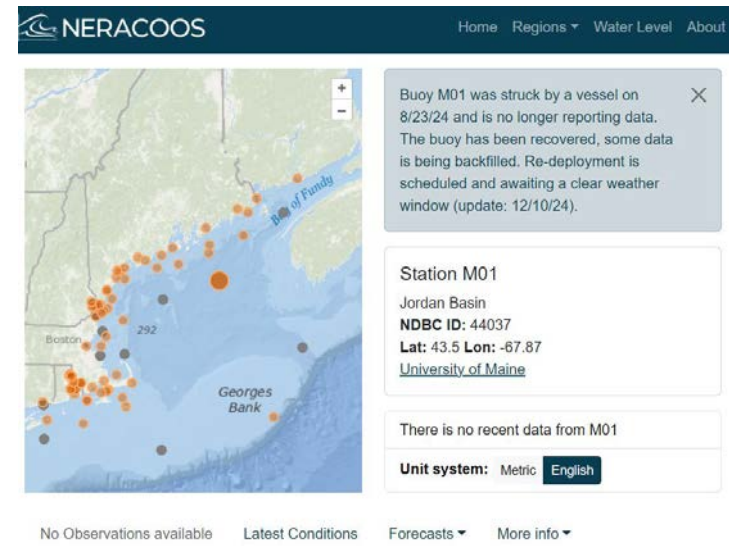 NERACOOS
Home Regions Water Level About
+
−
Bay of Fundy
Boston
292
Georges
Bank
Buoy M01 was struck by a vessel on
8/23/24 and is no longer reporting data.
The buoy has been recovered, some data
is being backfilled. Re-deployment is
scheduled and awaiting a clear weather
window (update: 12/10/24).
Station M01
Jordan Basin
NDBC ID: 44037
Lat: 43.5 Lon: -67.87
University of Maine
There is no recent data from M01
Unit system: Metric English
No Observations available Latest Conditions Forecasts More info